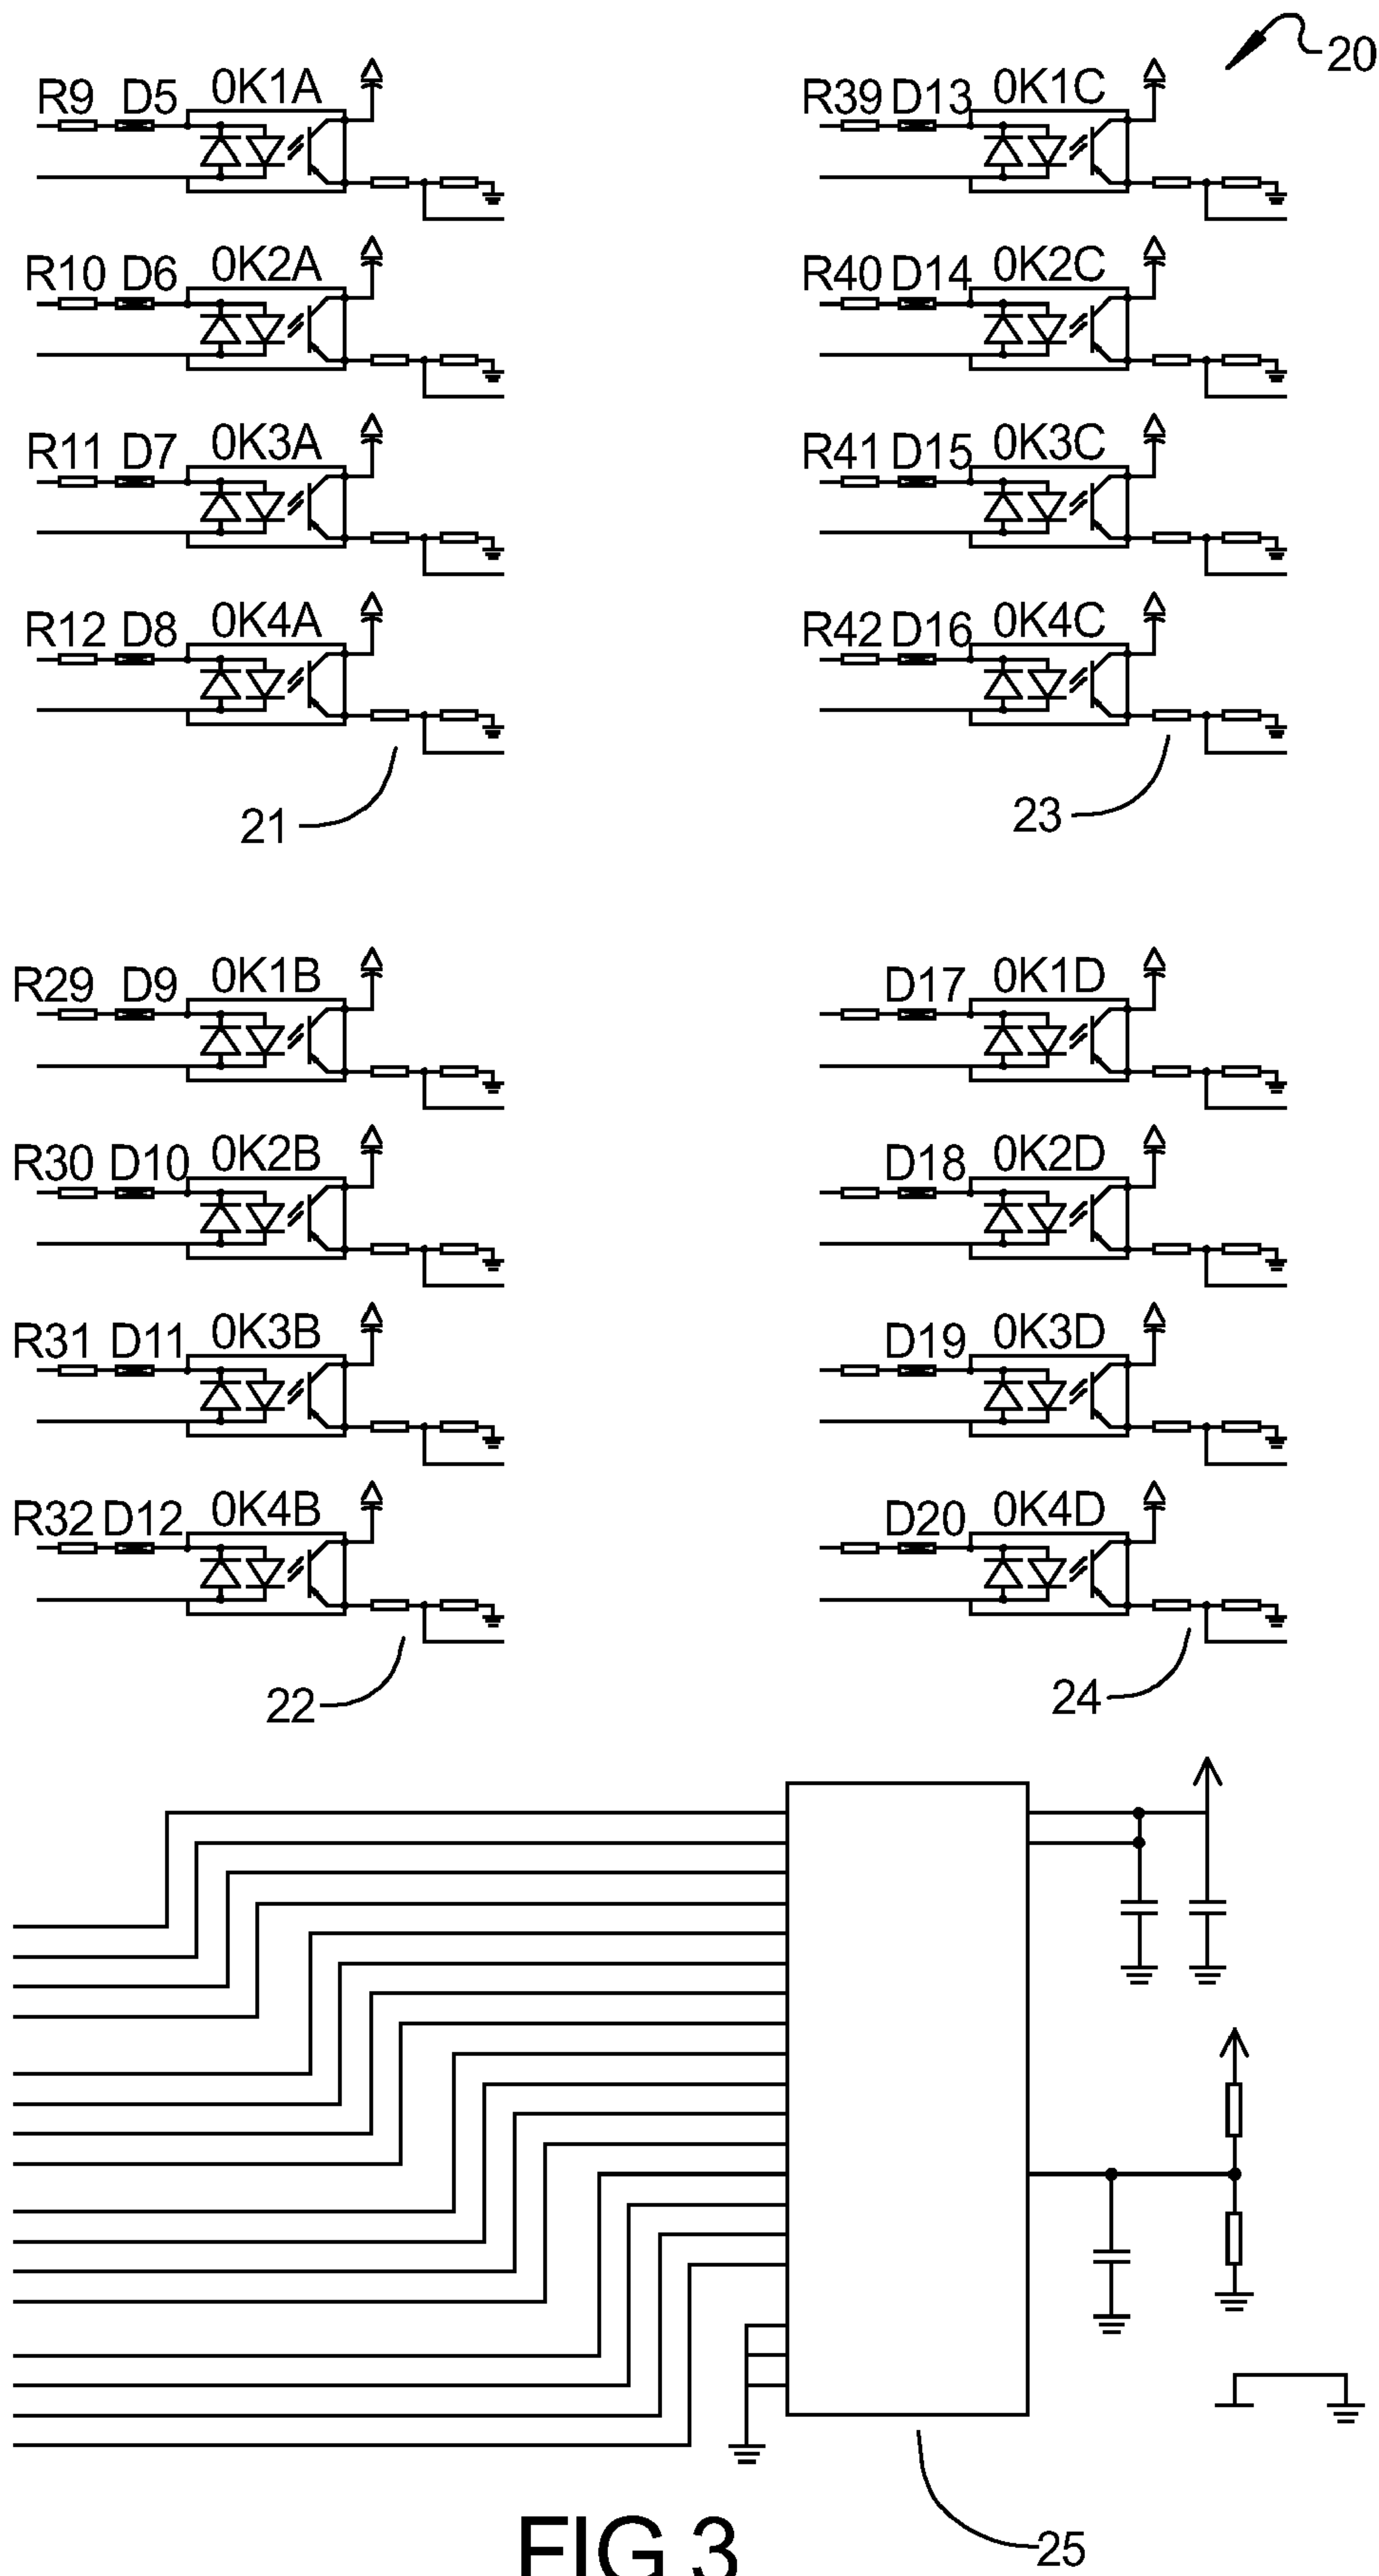 20
R9 D5 0K1A
R39 D13 0K1C
R10 D6 0K2A
R40 D14 0K2C
R11 D7 0K3A
R41 D15 0K3C
R12 D8 0K4A
R42 D16 0K4C
21
23
R29 D9 0K1B
D17 0K1D
R30 D10 0K2B
D18 0K2D
R31 D11 0K3B
D19 0K3D
R32 D12 0K4B
D20 0K4D
22
24
25
FIG.3